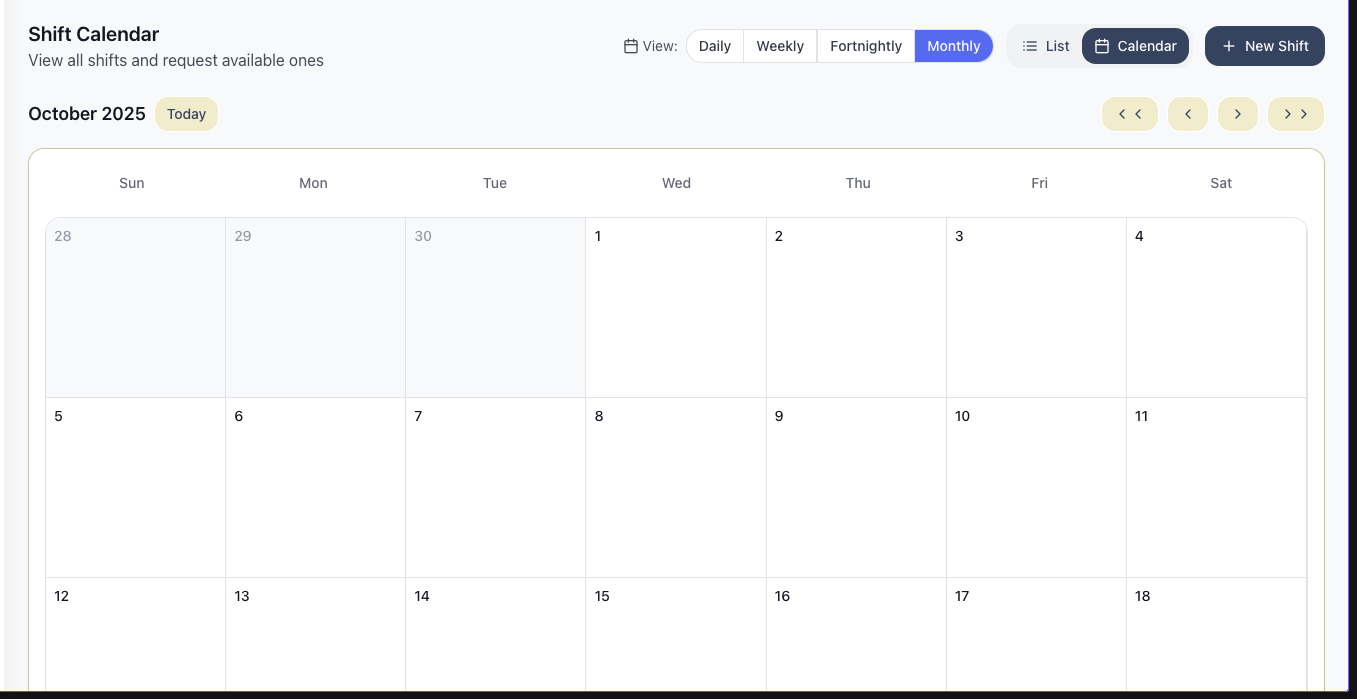 Shift Calendar
View all shifts and request available ones
View: Daily Weekly Fortnightly Monthly List Calendar New Shift
October 2025 Today
Sun Mon Tue Wed Thu Fri Sat
28 29 30 1 2 3 4
5 6 7 8 9 10 11
12 13 14 15 16 17 18